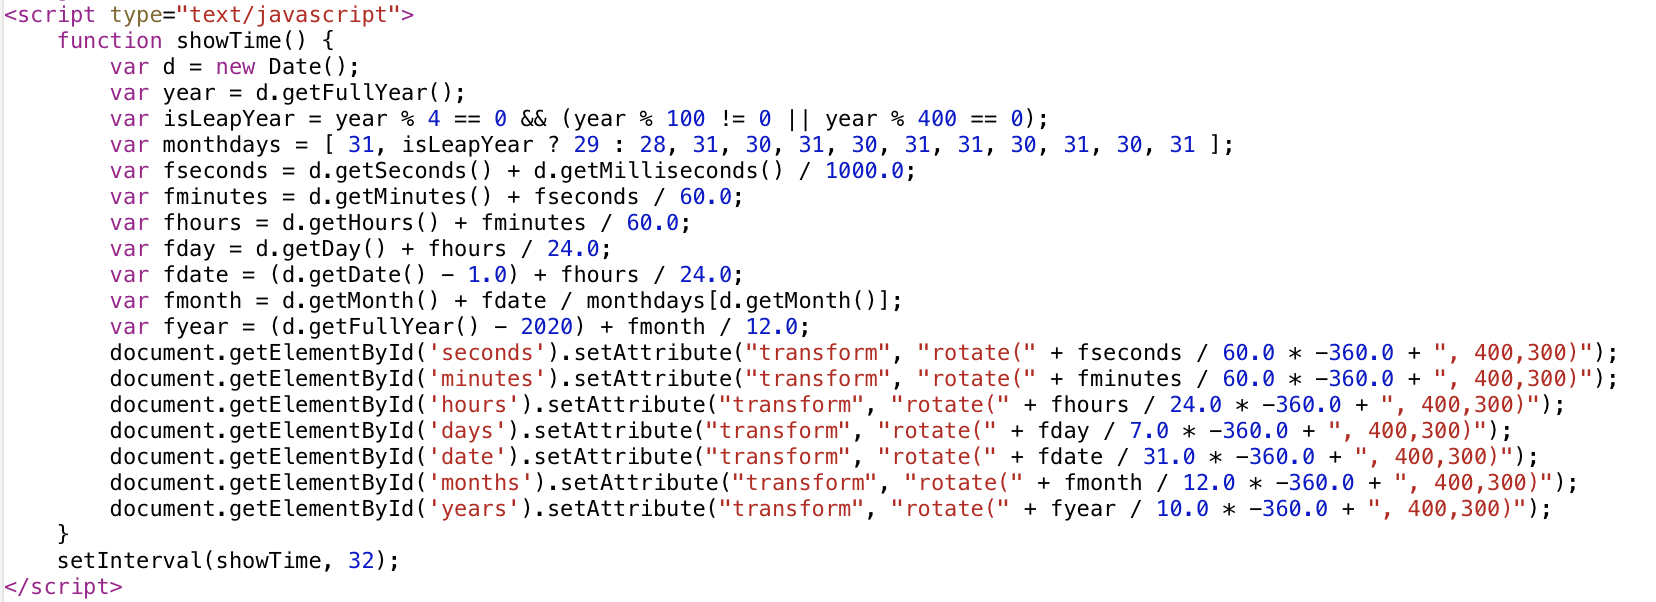 <script type="text/javascript">
    function showTime() {
        var d = new Date();
        var year = d.getFullYear();
        var isLeapYear = year % 4 == 0 && (year % 100 != 0 || year % 400 == 0);
        var monthdays = [ 31, isLeapYear ? 29 : 28, 31, 30, 31, 30, 31, 31, 30, 31, 30, 31 ];
        var fseconds = d.getSeconds() + d.getMilliseconds() / 1000.0;
        var fminutes = d.getMinutes() + fseconds / 60.0;
        var fhours = d.getHours() + fminutes / 60.0;
        var fday = d.getDay() + fhours / 24.0;
        var fdate = (d.getDate() - 1.0) + fhours / 24.0;
        var fmonth = d.getMonth() + fdate / monthdays[d.getMonth()];
        var fyear = (d.getFullYear() - 2020) + fmonth / 12.0;
        document.getElementById('seconds').setAttribute("transform", "rotate(" + fseconds / 60.0 * -360.0 + ", 400,300)");
        document.getElementById('minutes').setAttribute("transform", "rotate(" + fminutes / 60.0 * -360.0 + ", 400,300)");
        document.getElementById('hours').setAttribute("transform", "rotate(" + fhours / 24.0 * -360.0 + ", 400,300)");
        document.getElementById('days').setAttribute("transform", "rotate(" + fday / 7.0 * -360.0 + ", 400,300)");
        document.getElementById('date').setAttribute("transform", "rotate(" + fdate / 31.0 * -360.0 + ", 400,300)");
        document.getElementById('months').setAttribute("transform", "rotate(" + fmonth / 12.0 * -360.0 + ", 400,300)");
        document.getElementById('years').setAttribute("transform", "rotate(" + fyear / 10.0 * -360.0 + ", 400,300)");
    }
    setInterval(showTime, 32);
</script>